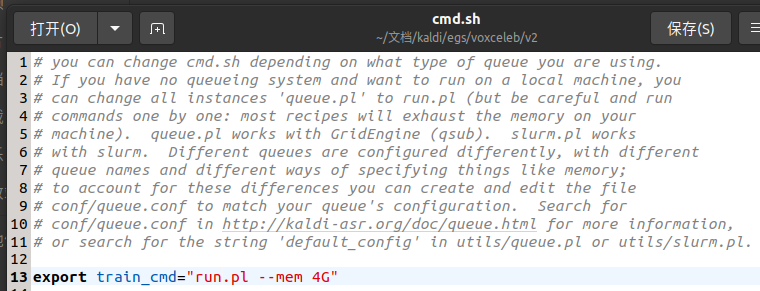 打开(O)
cmd.sh
~/文档/kaldi/egs/voxceleb/v2
保存(S)
1 # you can change cmd.sh depending on what type of queue you are using.
2 # If you have no queueing system and want to run on a local machine, you
3 # can change all instances 'queue.pl' to run.pl (but be careful and run
4 # commands one by one: most recipes will exhaust the memory on your
5 # machine).  queue.pl works with GridEngine (qsub).  slurm.pl works
6 # with slurm.  Different queues are configured differently, with different
7 # queue names and different ways of specifying things like memory;
8 # to account for these differences you can create and edit the file
9 # conf/queue.conf to match your queue's configuration.  Search for
10 # conf/queue.conf in http://kaldi-asr.org/doc/queue.html for more information,
11 # or search for the string 'default_config' in utils/queue.pl or utils/slurm.pl.
12
13 export train_cmd="run.pl --mem 4G"